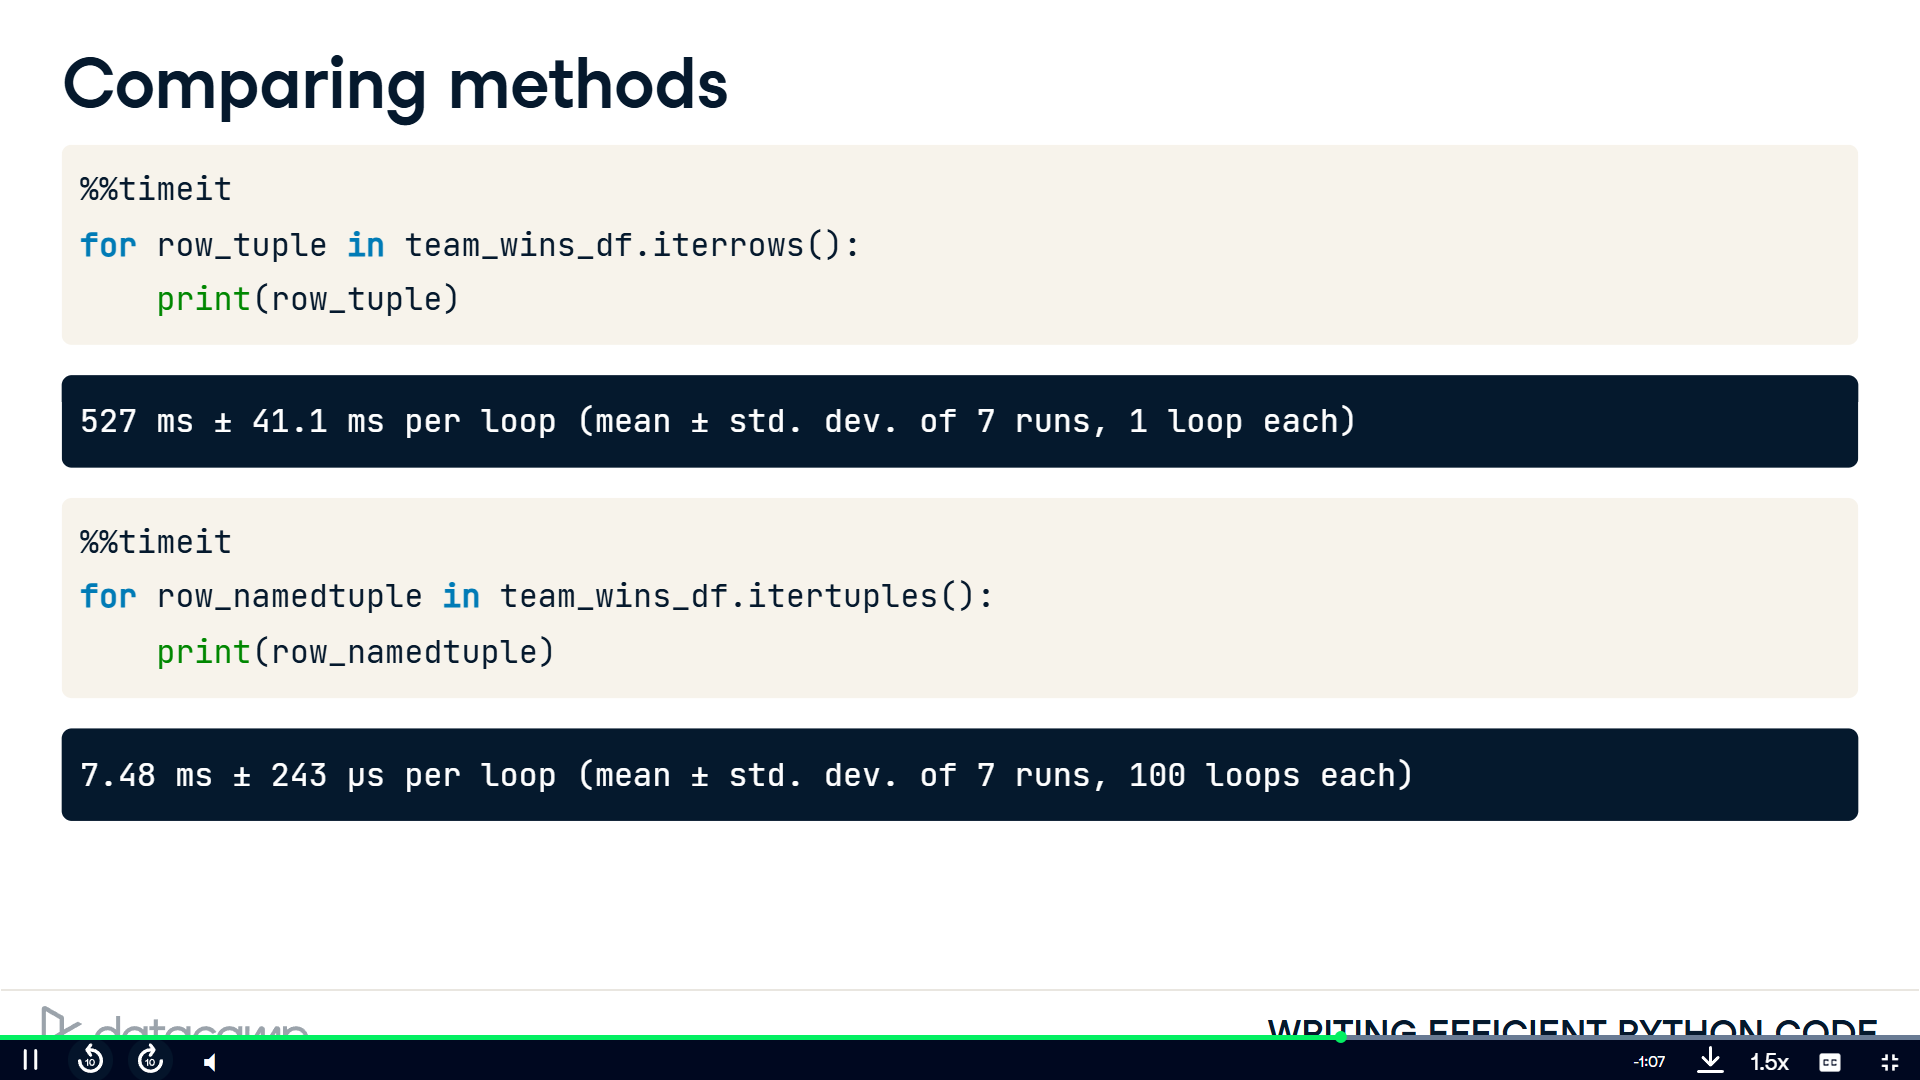 Comparing methods
%%timeit
for row_tuple in team_wins_df.iterrows():
    print(row_tuple)
527 ms ± 41.1 ms per loop (mean ± std. dev. of 7 runs, 1 loop each)
%%timeit
for row_namedtuple in team_wins_df.itertuples():
    print(row_namedtuple)
7.48 ms ± 243 µs per loop (mean ± std. dev. of 7 runs, 100 loops each)
datacamp
WRITING EFFICIENT PYTHON CODE
10
10
-1:07
1.5x
CC